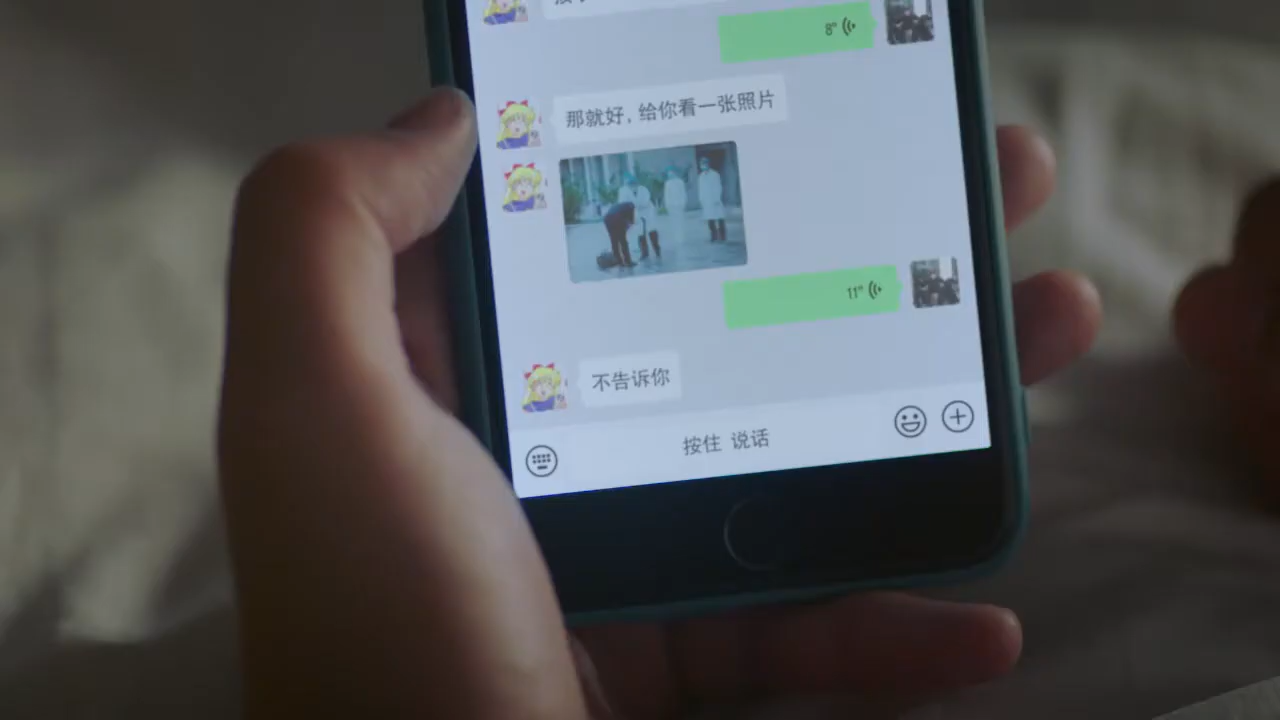 8"
那就好，给你看一张照片
11"
不告诉你
按住 说话